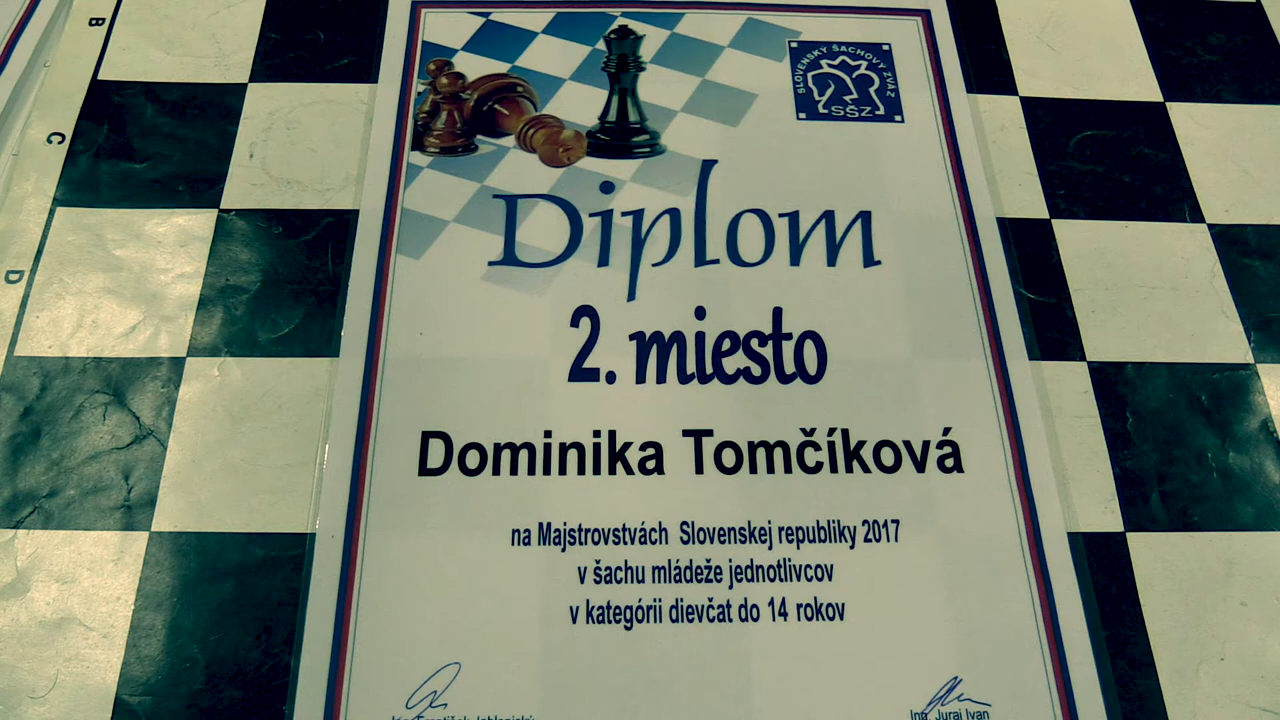 B
C
D
SLOVENSKÝ ŠACHOVÝ ZVÄZ
SŠZ
Diplom
2. miesto
Dominika Tomčíková
na Majstrovstvách Slovenskej republiky 2017
v šachu mládeže jednotlivcov
v kategórii dievčat do 14 rokov
Ing. Juraj Ivan